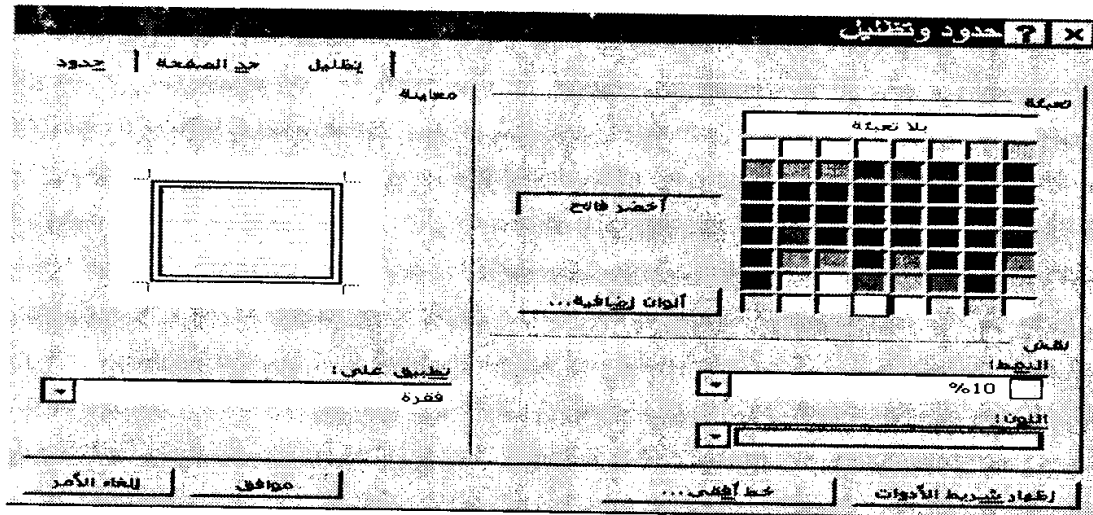 حدود وتظليل
حدود حد الصفحة تظليل
تعبئة
بلا تعبئة
أخضر فاتح
ألوان إضافية...
نقش
النمط:
%10
اللون:
معاينة
تطبيق على:
فقرة
إظهار شريط الأدوات خط أفقي... موافق إلغاء الأمر